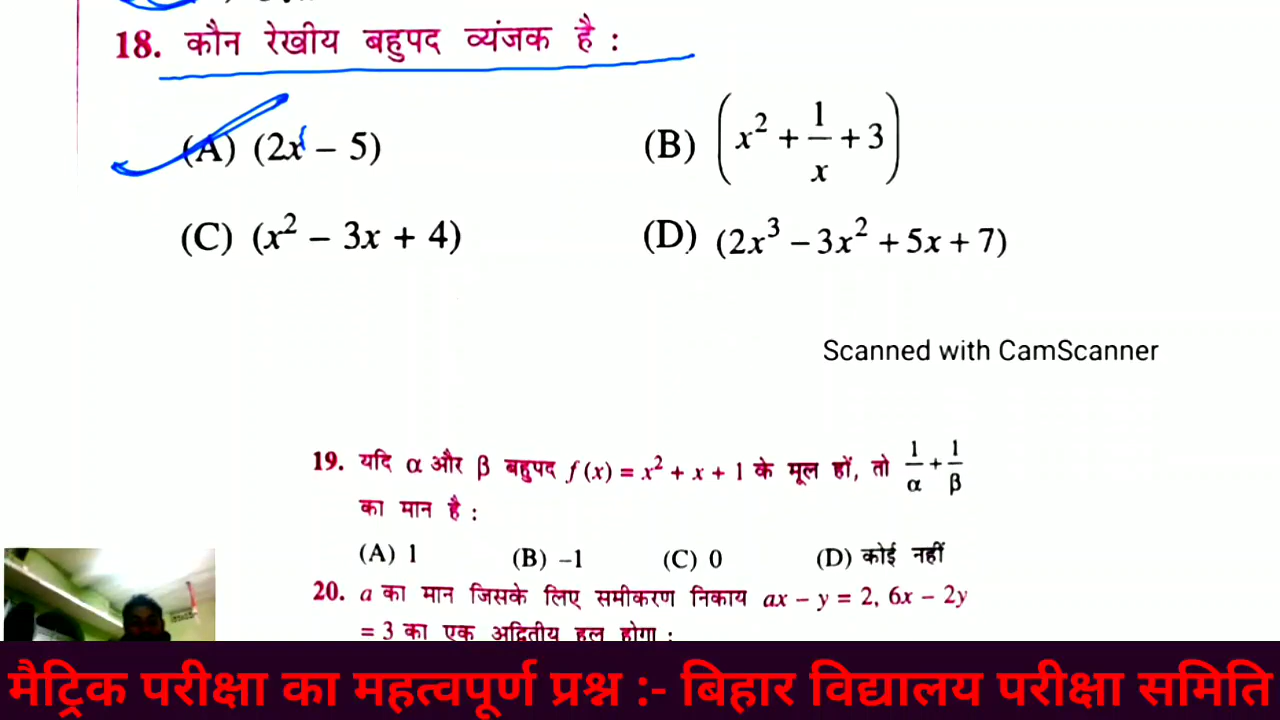 18. कौन रेखीय बहुपद व्यंजक है :
(A) (2x – 5)
(B) (x² + 1/x + 3)
(C) (x² – 3x + 4)
(D) (2x³ – 3x² + 5x + 7)
Scanned with CamScanner
19. यदि α और β बहुपद f(x) = x² + x + 1 के मूल हों, तो 1/α + 1/β
का मान है :
(A) 1 (B) –1 (C) 0 (D) कोई नहीं
20. a का मान जिसके लिए समीकरण निकाय ax – y = 2, 6x – 2y
= 3 का एक अद्वितीय हल होगा :
मैट्रिक परीक्षा का महत्वपूर्ण प्रश्न :- बिहार विद्यालय परीक्षा समिति